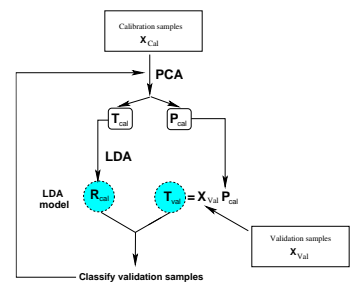 Calibration samples
X Cal
PCA
T cal
P cal
LDA
LDA
model
R cal
T val = X Val P cal
Validation samples
X Val
Classify validation samples